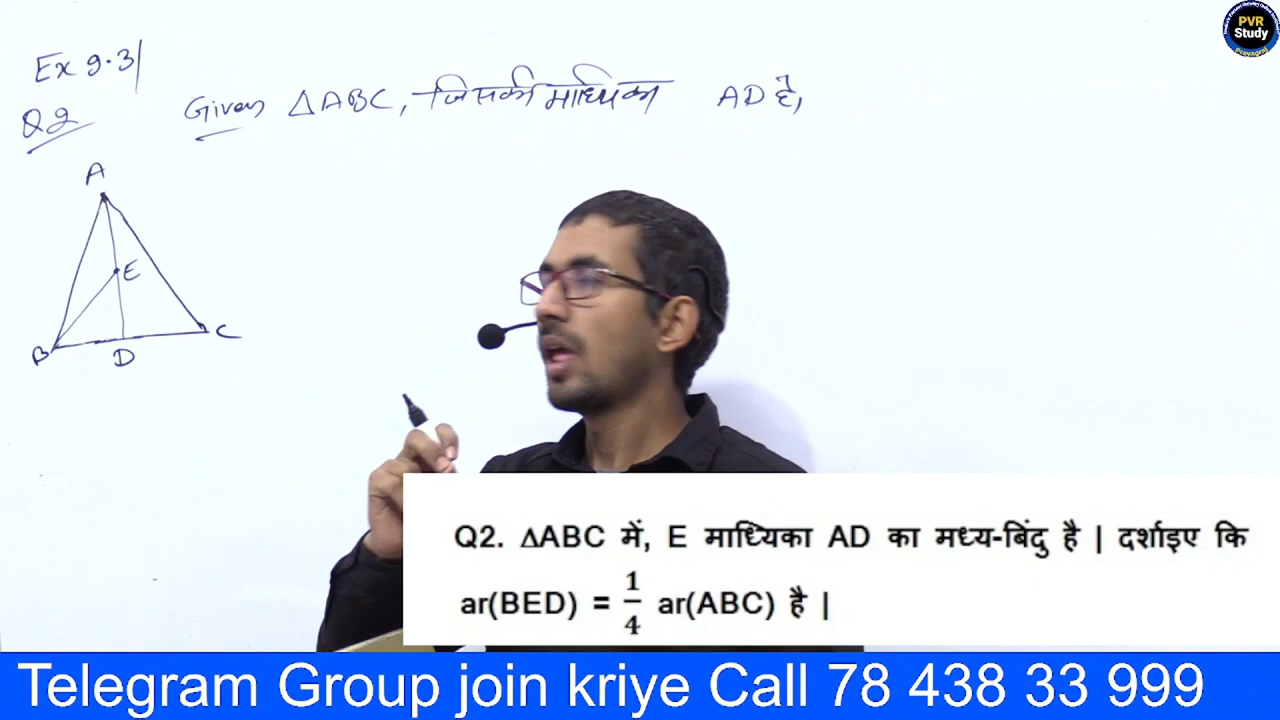 PVR
Study
Ex 9.3
Q2 Given △ABC, जिसकी माध्यिका AD है,
A
E
B D C
Q2. ∆ABC में, E माध्यिका AD का मध्य-बिंदु है | दर्शाइए कि
ar(BED) = 1/4 ar(ABC) है |
Telegram Group join kriye Call 78 438 33 999